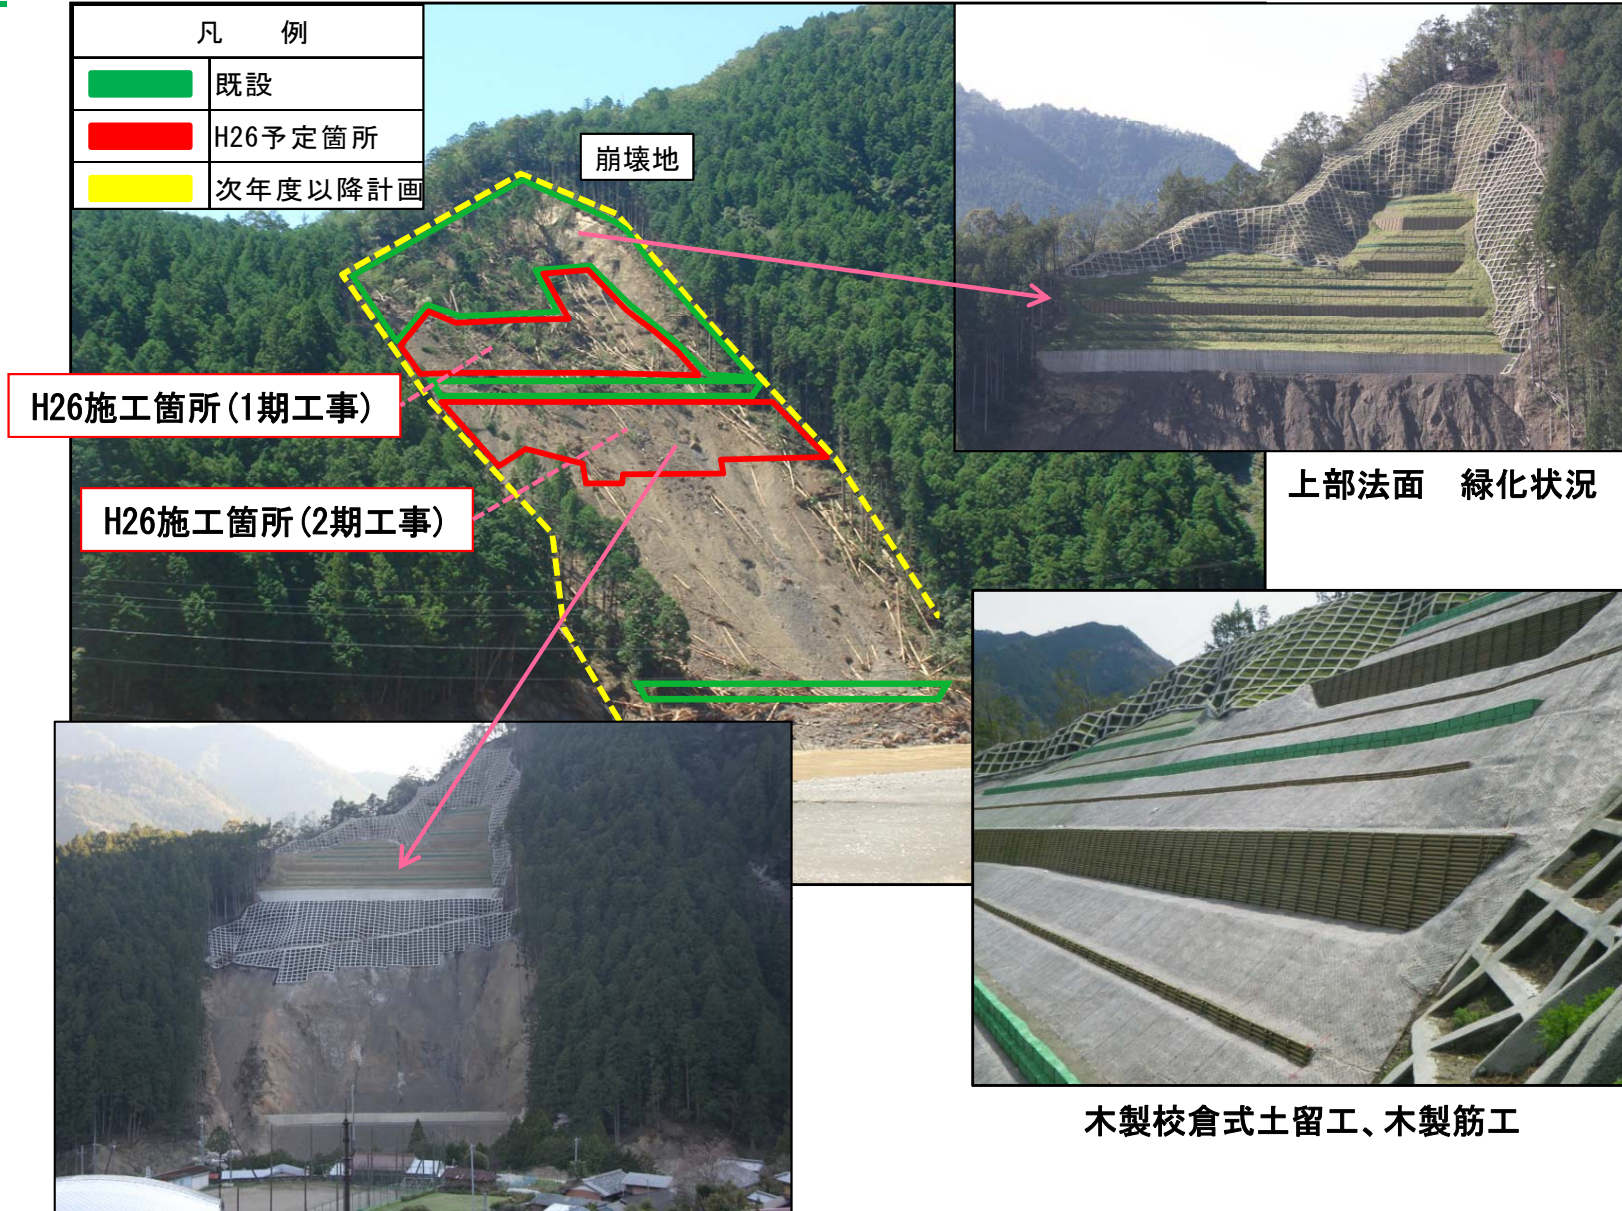 凡　例
既設
H26予定箇所
次年度以降計画
崩壊地
H26施工箇所(1期工事)
H26施工箇所(2期工事)
上部法面　緑化状況
木製校倉式土留工、木製筋工